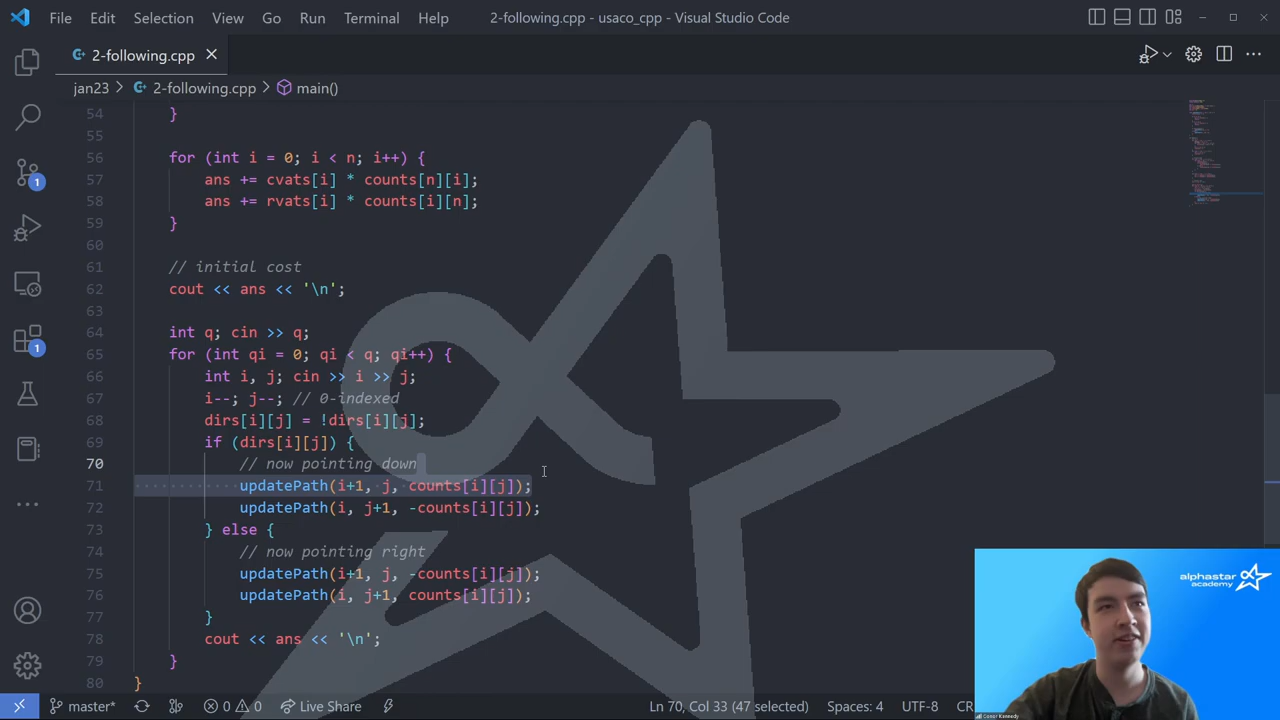 File Edit Selection View Go Run Terminal Help 2-following.cpp - usaco_cpp - Visual Studio Code
2-following.cpp
jan23 > 2-following.cpp > main()
54 }
55
56 for (int i = 0; i < n; i++) {
57 ans += cvats[i] * counts[n][i];
58 ans += rvats[i] * counts[i][n];
59 }
60
61 // initial cost
62 cout << ans << '\n';
63
64 int q; cin >> q;
65 for (int qi = 0; qi < q; qi++) {
66 int i, j; cin >> i >> j;
67 i--; j--; // 0-indexed
68 dirs[i][j] = !dirs[i][j];
69 if (dirs[i][j]) {
70 // now pointing down
71 ········updatePath(i+1, j, counts[i][j]);
72 updatePath(i, j+1, -counts[i][j]);
73 } else {
74 // now pointing right
75 updatePath(i+1, j, -counts[i][j]);
76 updatePath(i, j+1, counts[i][j]);
77 }
78 cout << ans << '\n';
79 }
80 }
1
1
alphastar
academy
Conor Kennedy
master* 0 0 Live Share Ln 70, Col 33 (47 selected) Spaces: 4 UTF-8 CR